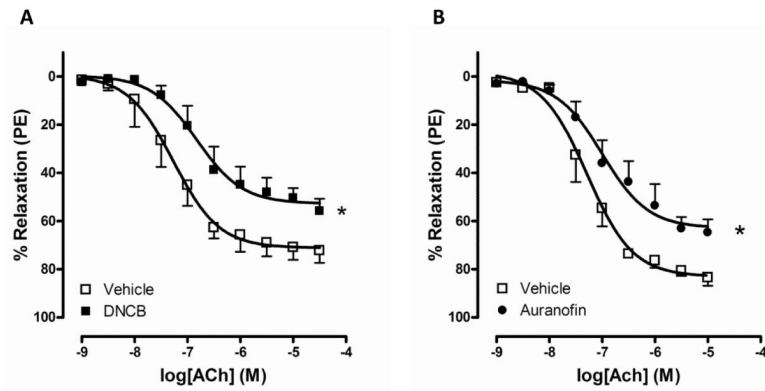 A
% Relaxation (PE)
0
20
40
60
80
100
*
Vehicle
DNCB
-9 -8 -7 -6 -5 -4
log[ACh] (M)
B
% Relaxation (PE)
0
20
40
60
80
100
*
Vehicle
Auranofin
-9 -8 -7 -6 -5 -4
log[ACh] (M)